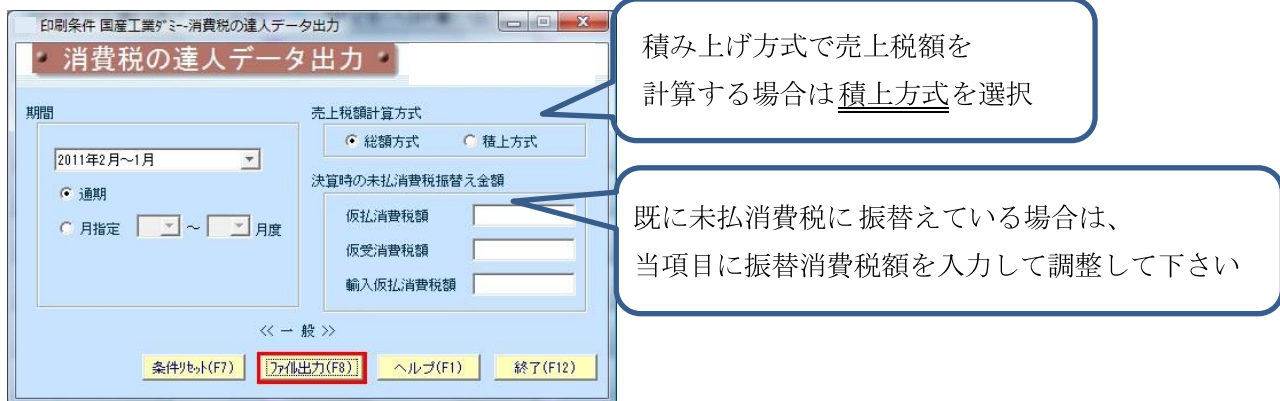 印刷条件 国産工業ﾀﾞﾐｰ-消費税の達人データ出力
消費税の達人データ出力
期間
2011年2月～1月
通期
月指定 ～ 月度
売上税額計算方式
総額方式 積上方式
決算時の未払消費税振替え金額
仮払消費税額
仮受消費税額
輸入仮払消費税額
≪ 一 般 ≫
条件ﾘｾｯﾄ(F7) ﾌｧｲﾙ出力(F8) ヘルプ(F1) 終了(F12)
積み上げ方式で売上税額を
計算する場合は積上方式を選択
既に未払消費税に振替えている場合は、
当項目に振替消費税額を入力して調整して下さい